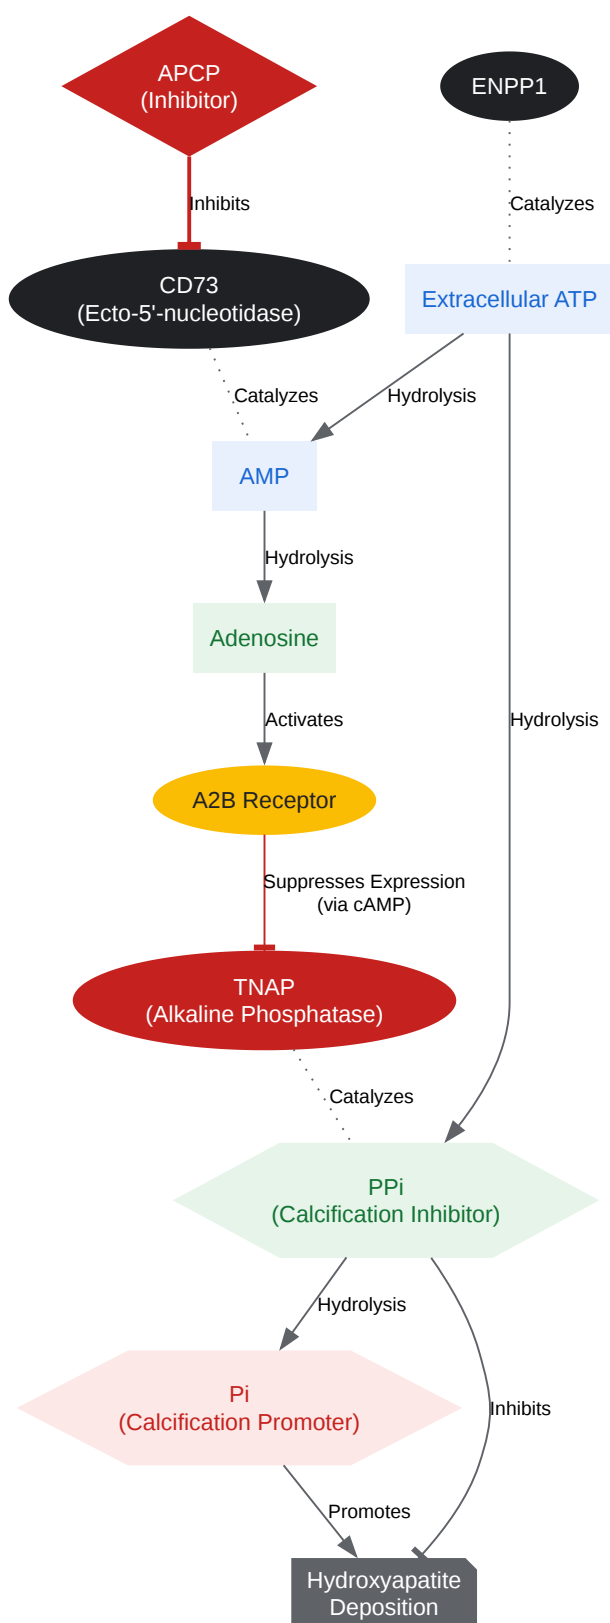 APCP
(Inhibitor)
ENPP1
Inhibits
Catalyzes
CD73
(Ecto-5'-nucleotidase)
Extracellular ATP
Catalyzes
Hydrolysis
AMP
Hydrolysis
Adenosine
Activates
Hydrolysis
A2B Receptor
Suppresses Expression
(via cAMP)
TNAP
(Alkaline Phosphatase)
Catalyzes
PPi
(Calcification Inhibitor)
Hydrolysis
Pi
(Calcification Promoter)
Inhibits
Promotes
Hydroxyapatite
Deposition